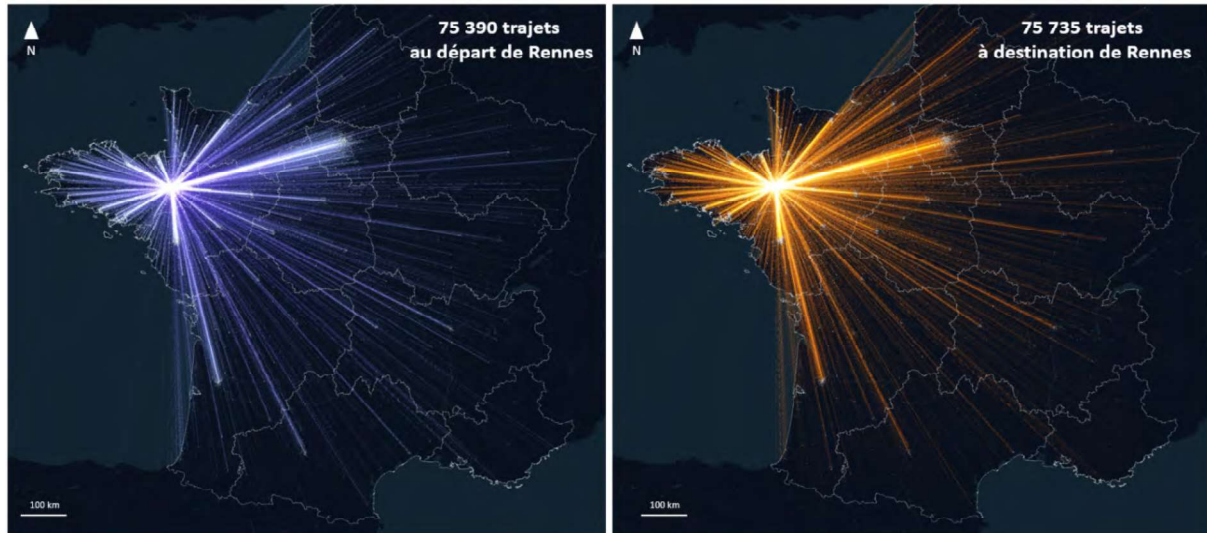 N
75 390 trajets
au départ de Rennes
100 km
N
75 735 trajets
à destination de Rennes
100 km